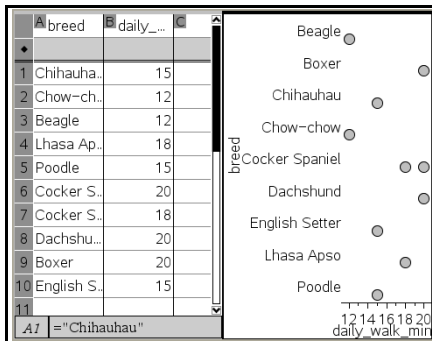 A breed B daily_... C
◆
1 Chihauha.. 15
2 Chow-ch.. 12
3 Beagle 12
4 Lhasa Ap.. 18
5 Poodle 15
6 Cocker S.. 20
7 Cocker S.. 18
8 Dachshu... 20
9 Boxer 20
10 English S.. 15
11
A1 ="Chihauhau"
Beagle
Boxer
Chihauhau
Chow-chow
breed
Cocker Spaniel
Dachshund
English Setter
Lhasa Apso
Poodle
12 14 16 18 20
daily_walk_min